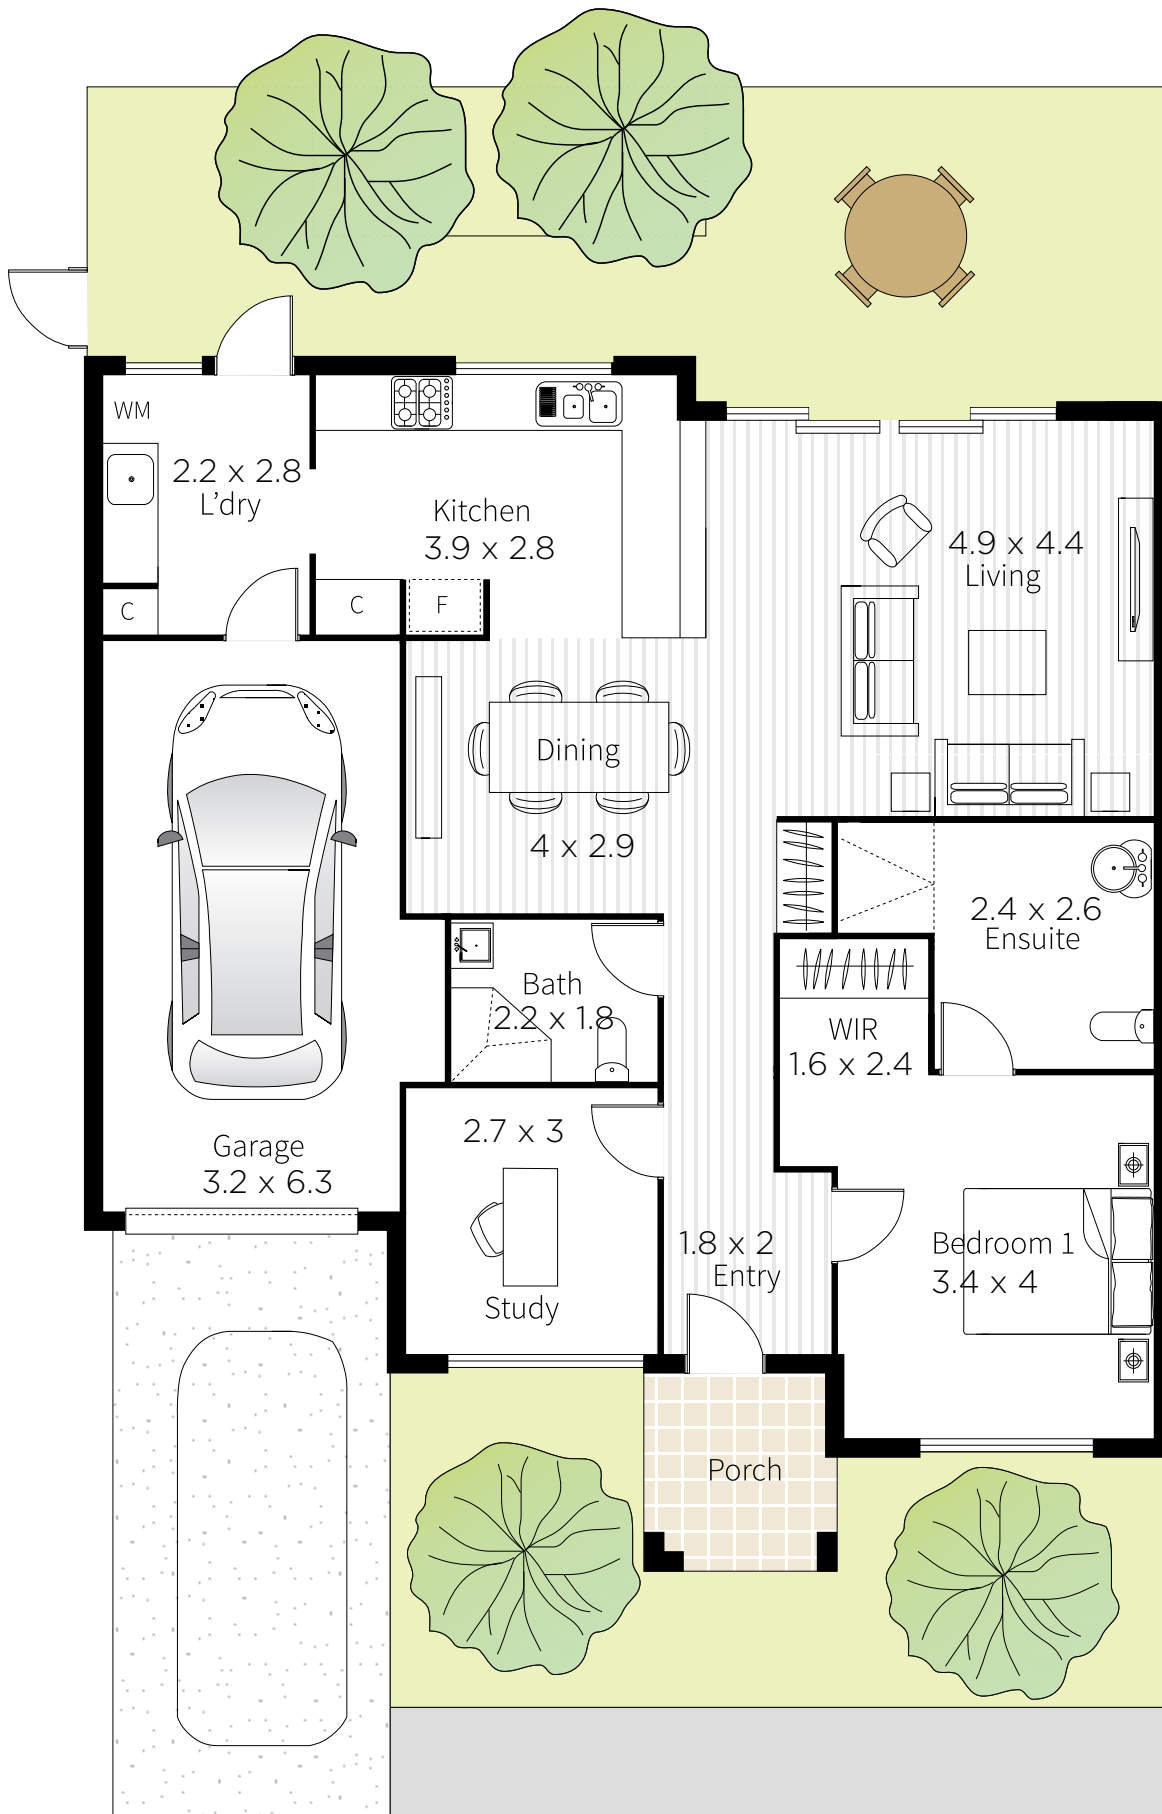 WM
2.2 x 2.8
L'dry
C
Kitchen
3.9 x 2.8
C
F
4.9 x 4.4
Living
Dining
4 x 2.9
2.4 x 2.6
Ensuite
Bath
2.2 x 1.8
WIR
1.6 x 2.4
Garage
3.2 x 6.3
2.7 x 3
Study
1.8 x 2
Entry
Bedroom 1
3.4 x 4
Porch